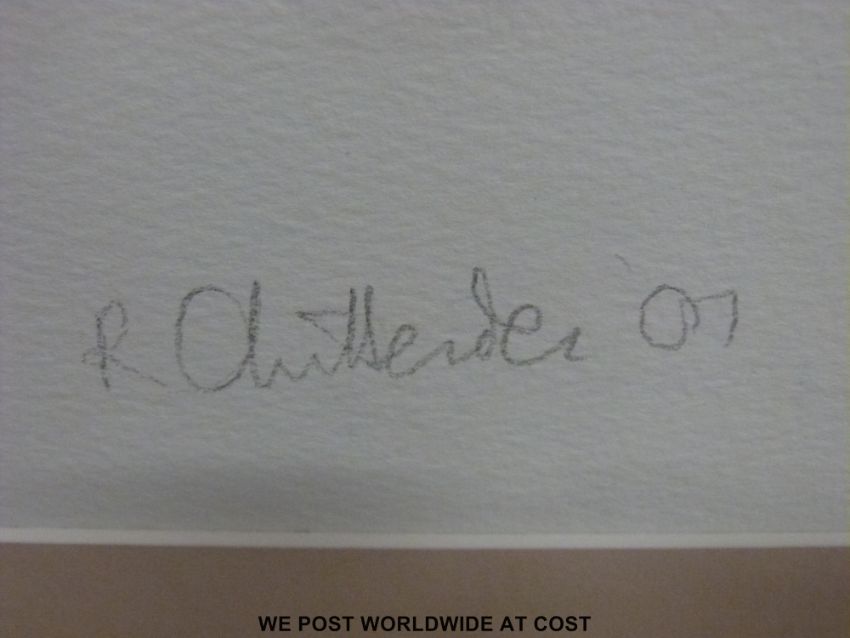 R Chittenden '07
WE POST WORLDWIDE AT COST